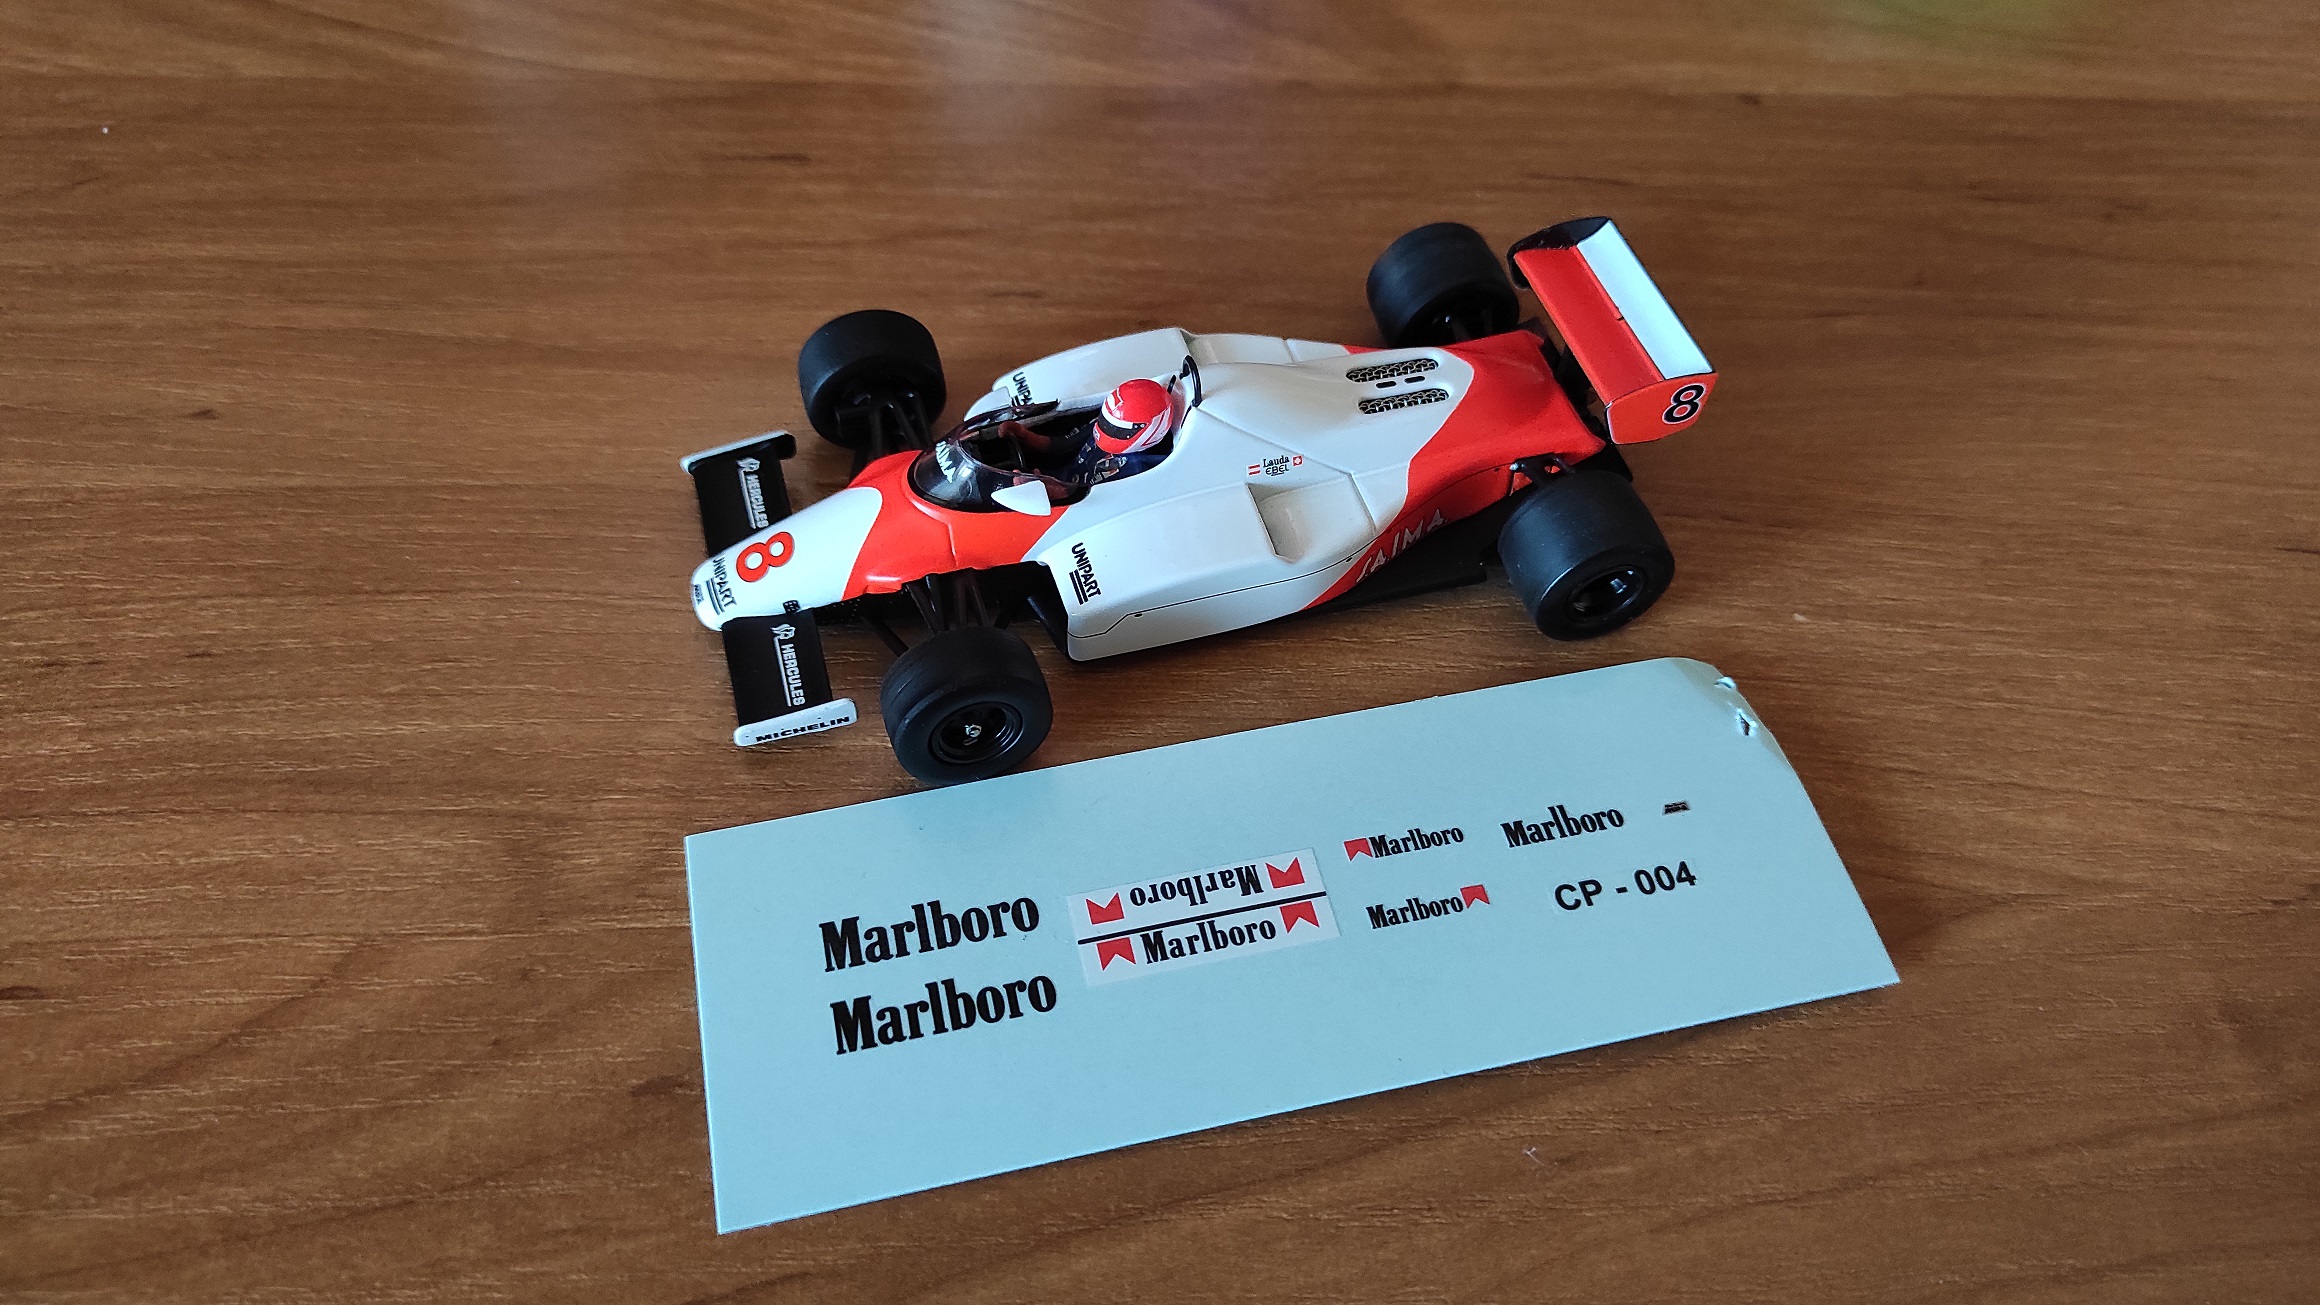 UNIPART
SAIMA
HERCULES
Lauda
EBEL
8
8
UNIPART
UNIPART
SAIMA
HERCULES
MICHELIN
Marlboro
Marlboro
Marlboro
Marlboro
Marlboro
Marlboro
Marlboro
CP - 004